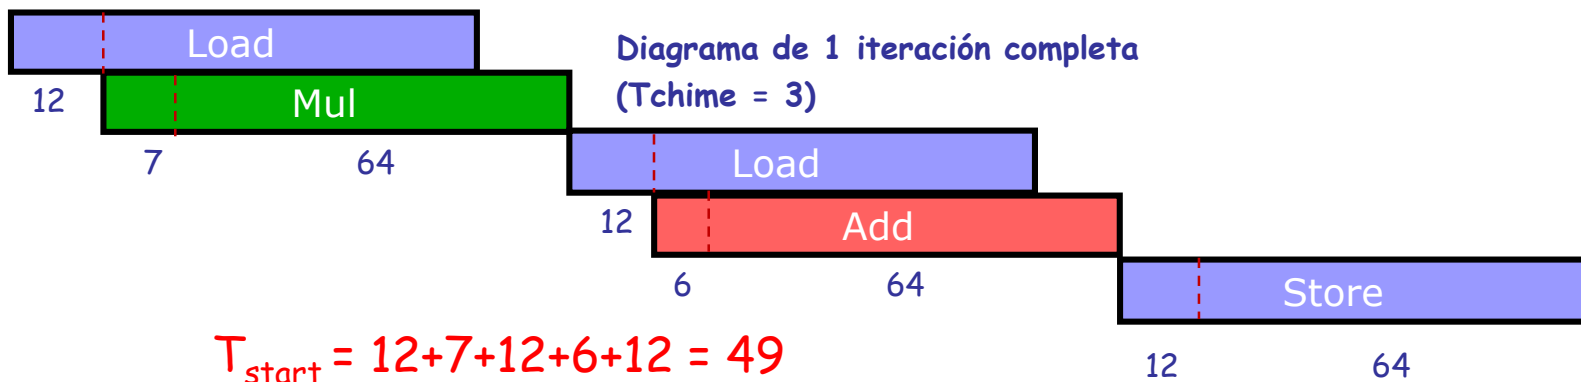 Load
Diagrama de 1 iteración completa
(Tchime = 3)
12
Mul
7
64
Load
12
Add
6
64
Store
12
64
Tstart = 12+7+12+6+12 = 49